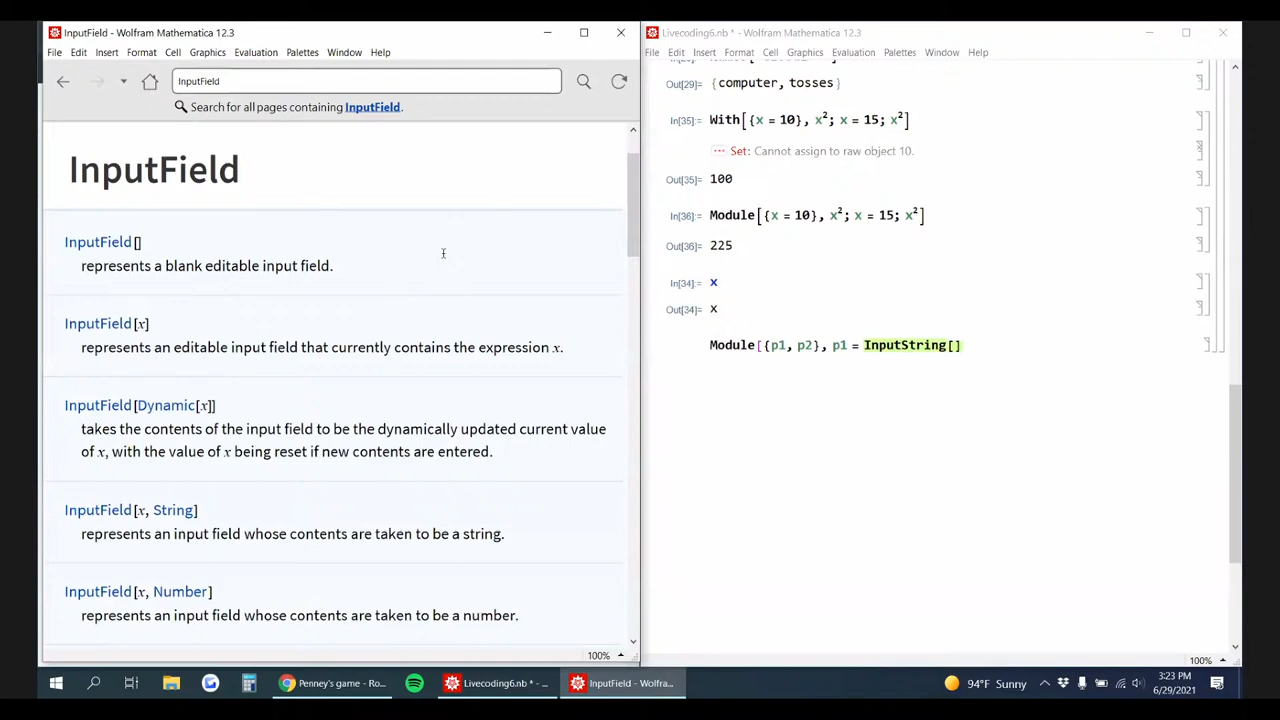 InputField - Wolfram Mathematica 12.3
File Edit Insert Format Cell Graphics Evaluation Palettes Window Help
InputField
Search for all pages containing InputField.
InputField
InputField[]
represents a blank editable input field.
InputField[x]
represents an editable input field that currently contains the expression x.
InputField[Dynamic[x]]
takes the contents of the input field to be the dynamically updated current value
of x, with the value of x being reset if new contents are entered.
InputField[x, String]
represents an input field whose contents are taken to be a string.
InputField[x, Number]
represents an input field whose contents are taken to be a number.
100%
Livecoding6.nb * - Wolfram Mathematica 12.3
File Edit Insert Format Cell Graphics Evaluation Palettes Window Help
Out[29]= {computer, tosses}
In[35]:= With[{x = 10}, x²; x = 15; x²]
··· Set: Cannot assign to raw object 10.
Out[35]= 100
In[36]:= Module[{x = 10}, x²; x = 15; x²]
Out[36]= 225
In[34]:= x
Out[34]= x
Module[{p1, p2}, p1 = InputString[]
100%
Penney's game - Ro...
Livecoding6.nb * - ...
InputField - Wolfra...
94°F Sunny
3:23 PM
6/29/2021